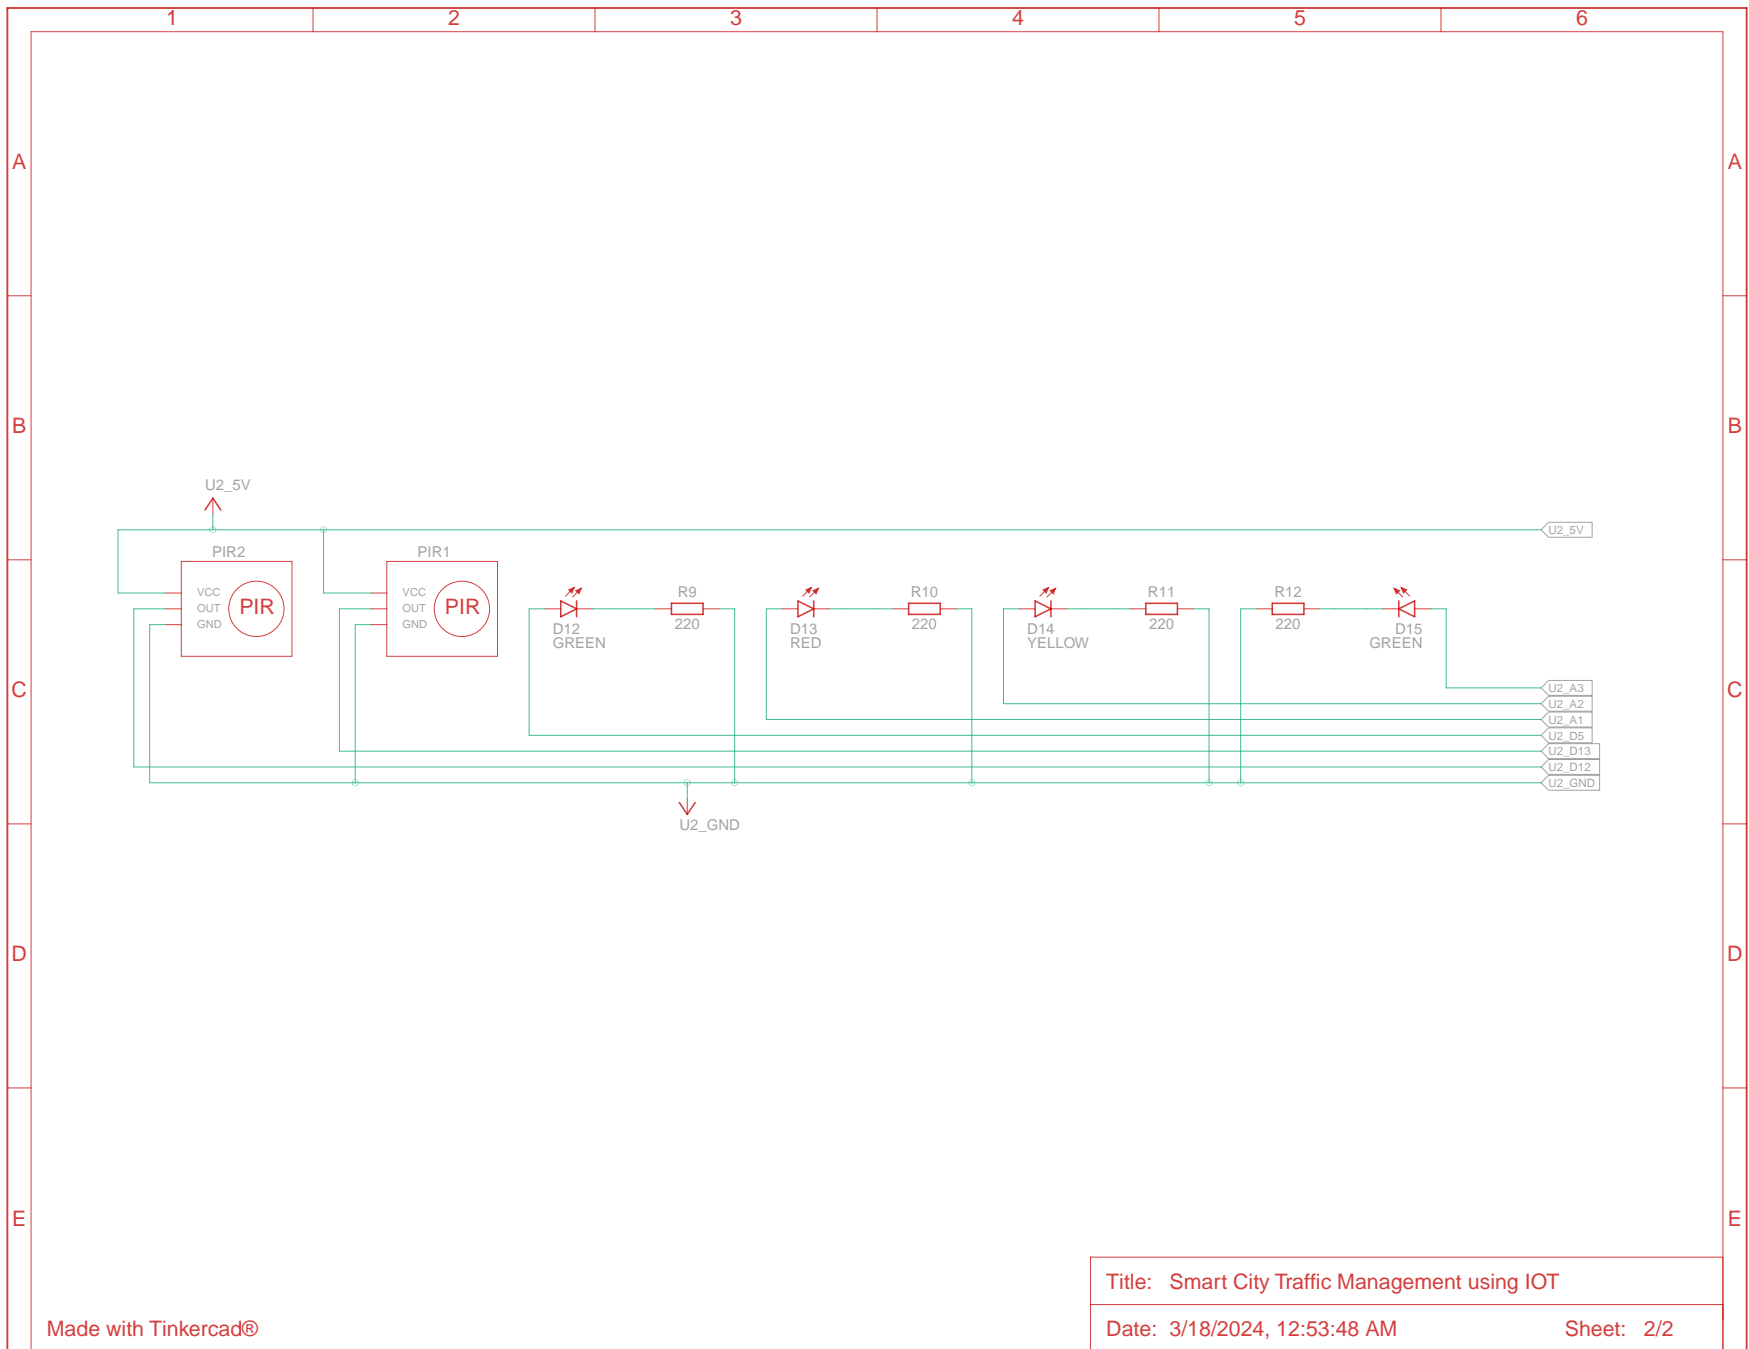 1 2 3 4 5 6
A A
B B
U2_5V
U2_5V
PIR2 PIR1
VCC
OUT
GND
PIR
VCC
OUT
GND
PIR
R9
220
D12
GREEN
R10
220
D13
RED
R11
220
D14
YELLOW
R12
220
D15
GREEN
C C
U2_A3
U2_A2
U2_A1
U2_D5
U2_D13
U2_D12
U2_GND
U2_GND
D D
E E
Title: Smart City Traffic Management using IOT
Made with Tinkercad®
Date: 3/18/2024, 12:53:48 AM Sheet: 2/2